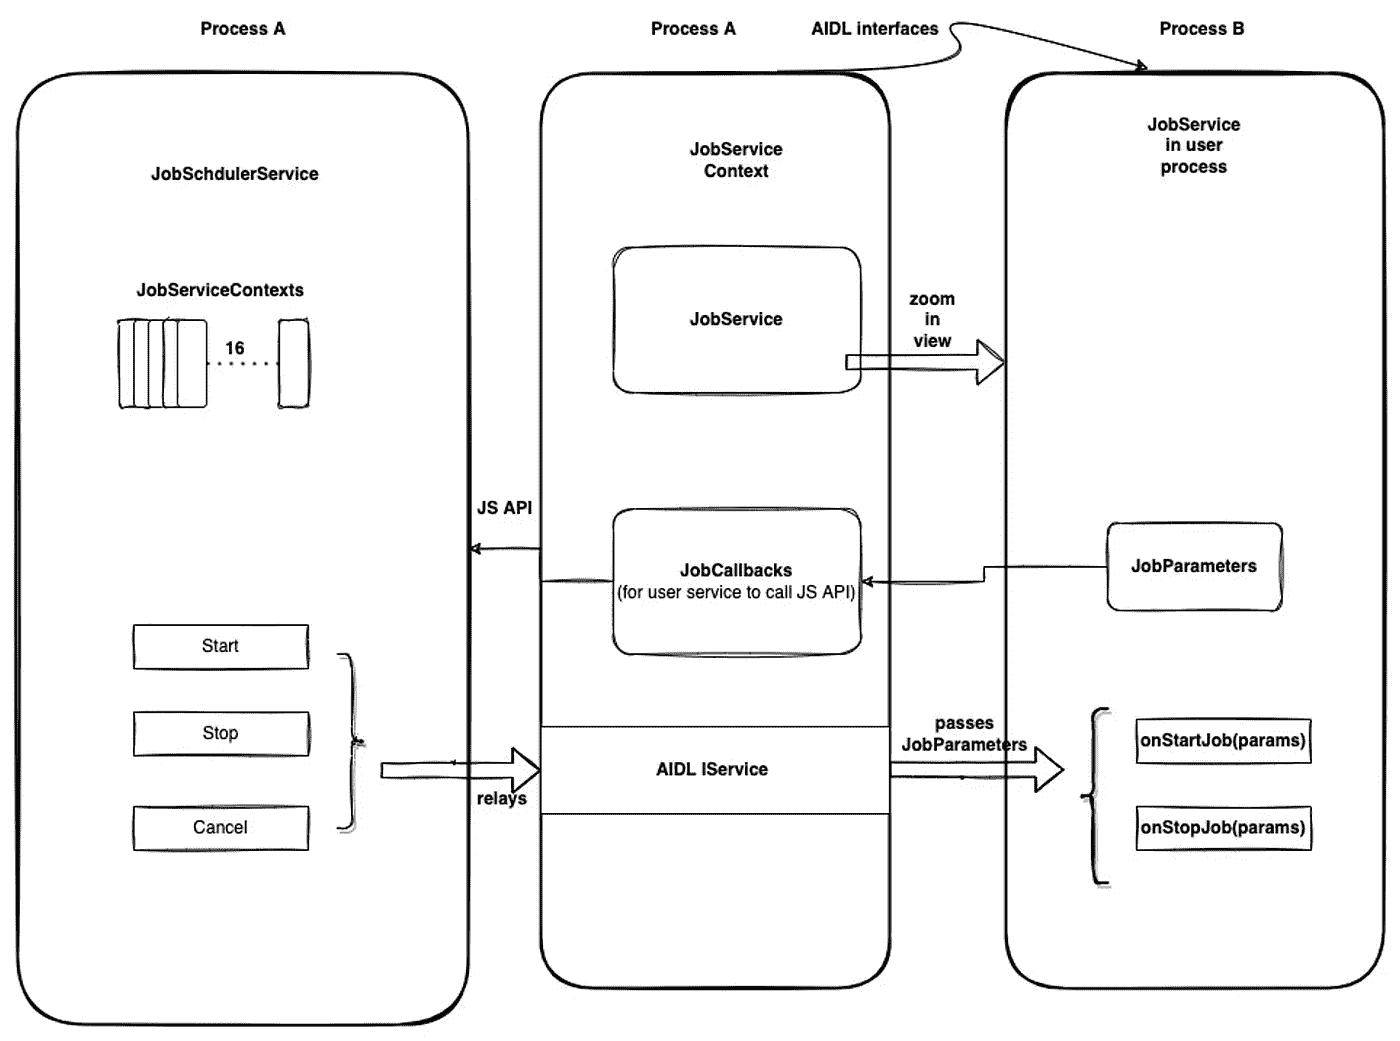 Process A
Process A
AIDL interfaces
Process B
JobSchdulerService
JobServiceContexts
16
Start
Stop
Cancel
JS API
relays
JobService
Context
JobService
JobCallbacks
(for user service to call JS API)
AIDL IService
zoom
in
view
passes
JobParameters
JobService
in user
process
JobParameters
onStartJob(params)
onStopJob(params)